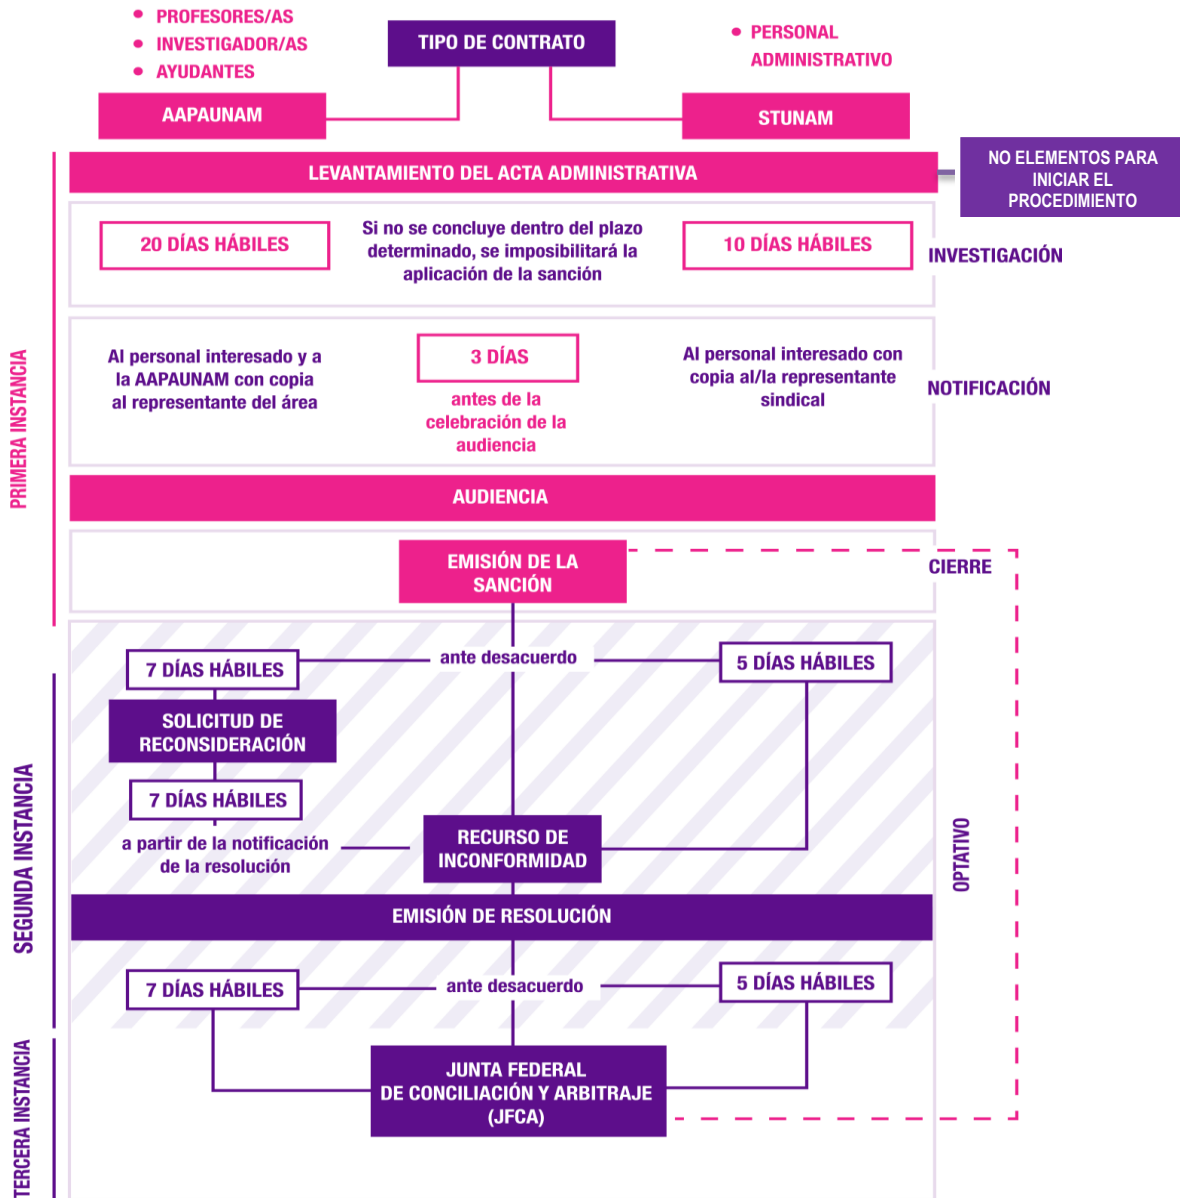 PROFESORES/AS
INVESTIGADOR/AS
AYUDANTES
TIPO DE CONTRATO
PERSONAL
ADMINISTRATIVO
AAPAUNAM
STUNAM
LEVANTAMIENTO DEL ACTA ADMINISTRATIVA
NO ELEMENTOS PARA
INICIAR EL
PROCEDIMIENTO
20 DÍAS HÁBILES
Si no se concluye dentro del plazo
determinado, se imposibilitará la
aplicación de la sanción
10 DÍAS HÁBILES
INVESTIGACIÓN
Al personal interesado y a
la AAPAUNAM con copia
al representante del área
3 DÍAS
antes de la
celebración de la
audiencia
Al personal interesado con
copia al/la representante
sindical
NOTIFICACIÓN
PRIMERA INSTANCIA
AUDIENCIA
EMISIÓN DE LA
SANCIÓN
CIERRE
7 DÍAS HÁBILES
ante desacuerdo
5 DÍAS HÁBILES
SOLICITUD DE
RECONSIDERACIÓN
7 DÍAS HÁBILES
a partir de la notificación
de la resolución
RECURSO DE
INCONFORMIDAD
OPTATIVO
SEGUNDA INSTANCIA
EMISIÓN DE RESOLUCIÓN
7 DÍAS HÁBILES
ante desacuerdo
5 DÍAS HÁBILES
JUNTA FEDERAL
DE CONCILIACIÓN Y ARBITRAJE
(JFCA)
TERCERA INSTANCIA